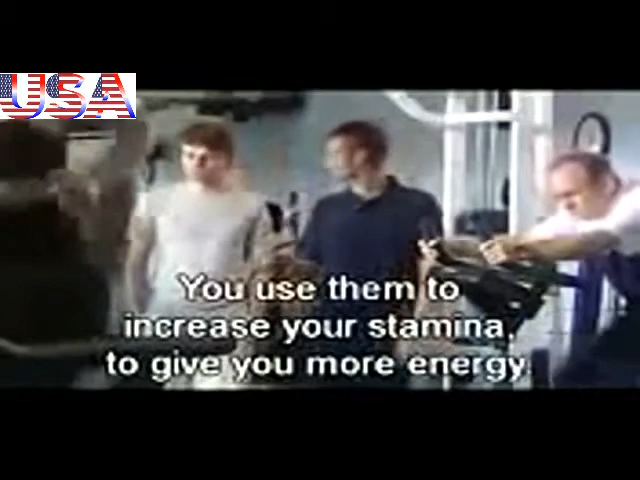 USA
You use them to
increase your stamina,
to give you more energy.